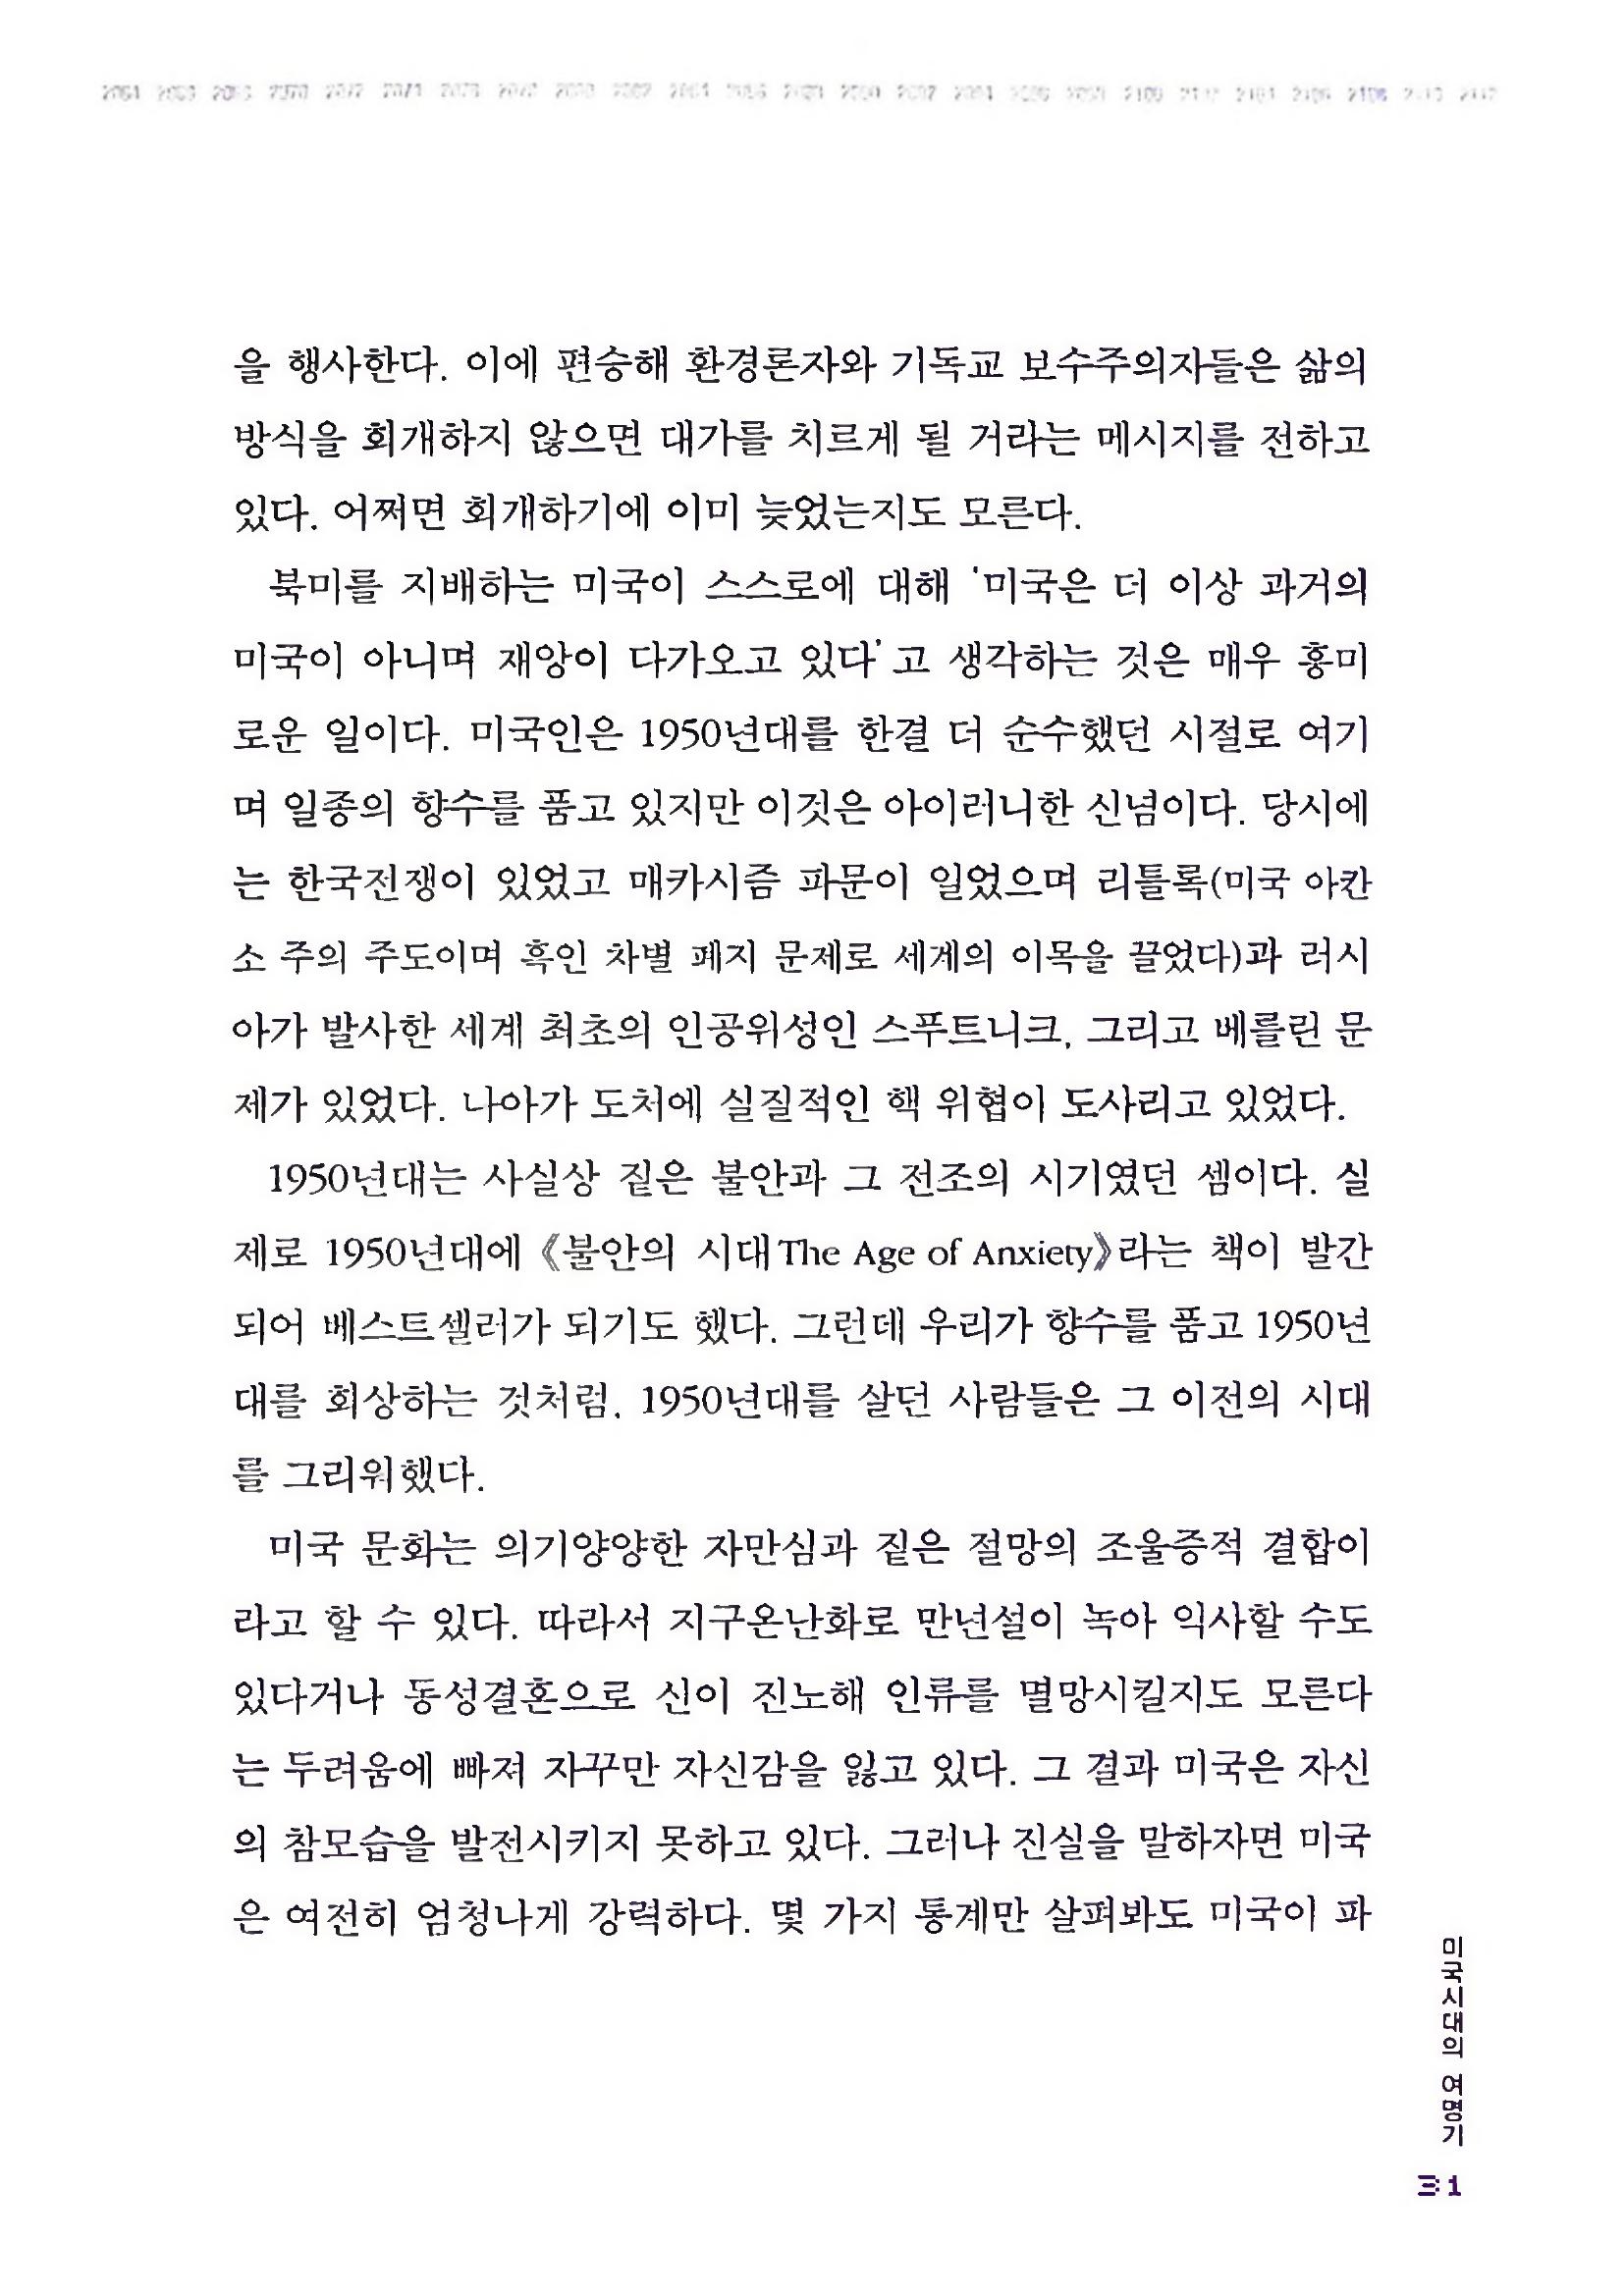 을 행사한다. 이에 편승해 환경론자와 기독교 보수주의자들은 삶의
방식을 회개하지 않으면 대가를 치르게 될 거라는 메시지를 전하고
있다. 어쩌면 회개하기에 이미 늦었는지도 모른다.
북미를 지배하는 미국이 스스로에 대해 '미국은 더 이상 과거의
미국이 아니며 재앙이 다가오고 있다'고 생각하는 것은 매우 흥미
로운 일이다. 미국인은 1950년대를 한결 더 순수했던 시절로 여기
며 일종의 향수를 품고 있지만 이것은 아이러니한 신념이다. 당시에
는 한국전쟁이 있었고 매카시즘 파문이 일었으며 리틀록(미국 아칸
소 주의 주도이며 흑인 차별 폐지 문제로 세계의 이목을 끌었다)과 러시
아가 발사한 세계 최초의 인공위성인 스푸트니크, 그리고 베를린 문
제가 있었다. 나아가 도처에 실질적인 핵 위협이 도사리고 있었다.
1950년대는 사실상 짙은 불안과 그 전조의 시기였던 셈이다. 실
제로 1950년대에 《불안의 시대The Age of Anxiety》라는 책이 발간
되어 베스트셀러가 되기도 했다. 그런데 우리가 향수를 품고 1950년
대를 회상하는 것처럼, 1950년대를 살던 사람들은 그 이전의 시대
를 그리워했다.
미국 문화는 의기양양한 자만심과 짙은 절망의 조울증적 결합이
라고 할 수 있다. 따라서 지구온난화로 만년설이 녹아 익사할 수도
있다거나 동성결혼으로 신이 진노해 인류를 멸망시킬지도 모른다
는 두려움에 빠져 자꾸만 자신감을 잃고 있다. 그 결과 미국은 자신
의 참모습을 발전시키지 못하고 있다. 그러나 진실을 말하자면 미국
은 여전히 엄청나게 강력하다. 몇 가지 통계만 살펴봐도 미국이 파
미국시대의 여명기
31